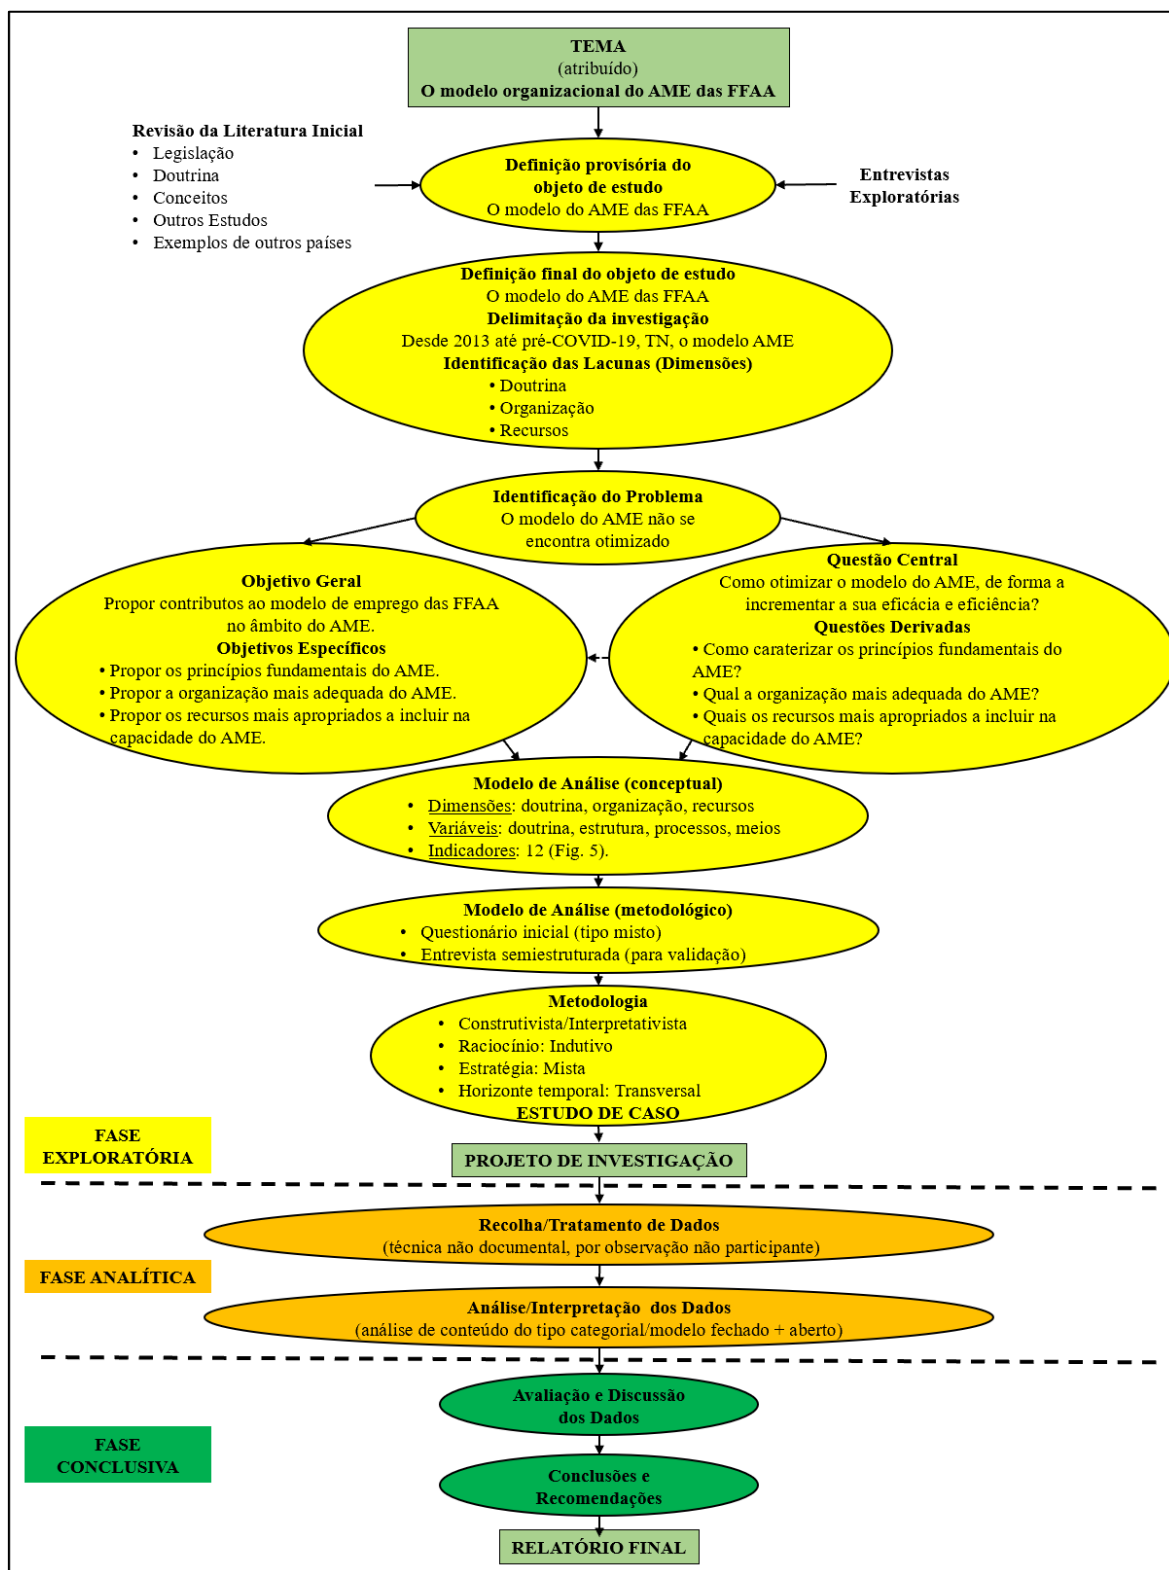 TEMA
(atribuído)
O modelo organizacional do AME das FFAA
Revisão da Literatura Inicial
• Legislação
• Doutrina
• Conceitos
• Outros Estudos
• Exemplos de outros países
Definição provisória do
objeto de estudo
O modelo do AME das FFAA
Entrevistas
Exploratórias
Definição final do objeto de estudo
O modelo do AME das FFAA
Delimitação da investigação
Desde 2013 até pré-COVID-19, TN, o modelo AME
Identificação das Lacunas (Dimensões)
• Doutrina
• Organização
• Recursos
Identificação do Problema
O modelo do AME não se
encontra otimizado
Objetivo Geral
Propor contributos ao modelo de emprego das FFAA
no âmbito do AME.
Objetivos Específicos
• Propor os princípios fundamentais do AME.
• Propor a organização mais adequada do AME.
• Propor os recursos mais apropriados a incluir na
capacidade do AME.
Questão Central
Como otimizar o modelo do AME, de forma a
incrementar a sua eficácia e eficiência?
Questões Derivadas
• Como caraterizar os princípios fundamentais do
AME?
• Qual a organização mais adequada do AME?
• Quais os recursos mais apropriados a incluir na
capacidade do AME?
Modelo de Análise (conceptual)
• Dimensões: doutrina, organização, recursos
• Variáveis: doutrina, estrutura, processos, meios
• Indicadores: 12 (Fig. 5).
Modelo de Análise (metodológico)
• Questionário inicial (tipo misto)
• Entrevista semiestruturada (para validação)
Metodologia
• Construtivista/Interpretativista
• Raciocínio: Indutivo
• Estratégia: Mista
• Horizonte temporal: Transversal
ESTUDO DE CASO
FASE
EXPLORATÓRIA
PROJETO DE INVESTIGAÇÃO
Recolha/Tratamento de Dados
(técnica não documental, por observação não participante)
FASE ANALÍTICA
Análise/Interpretação dos Dados
(análise de conteúdo do tipo categorial/modelo fechado + aberto)
Avaliação e Discussão
dos Dados
FASE
CONCLUSIVA
Conclusões e
Recomendações
RELATÓRIO FINAL